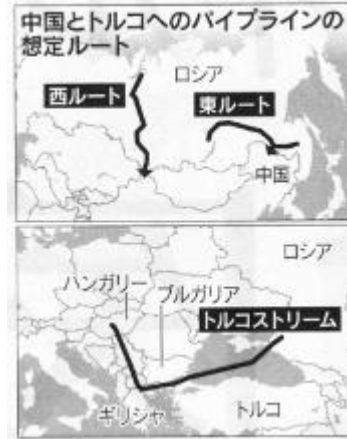 中国とトルコへのパイプラインの
想定ルート
ロシア
西ルート
東ルート
中国
ロシア
ハンガリー
ブルガリア
トルコストリーム
ギリシャ
トルコ